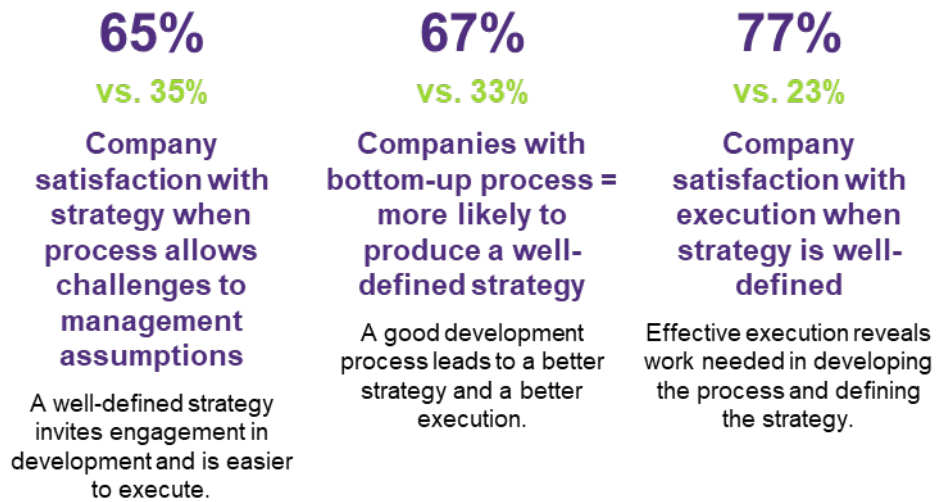 65%
vs. 35%
Company
satisfaction with
strategy when
process allows
challenges to
management
assumptions
A well-defined strategy
invites engagement in
development and is easier
to execute.
67%
vs. 33%
Companies with
bottom-up process =
more likely to
produce a well-
defined strategy
A good development
process leads to a better
strategy and a better
execution.
77%
vs. 23%
Company
satisfaction with
execution when
strategy is well-
defined
Effective execution reveals
work needed in developing
the process and defining
the strategy.